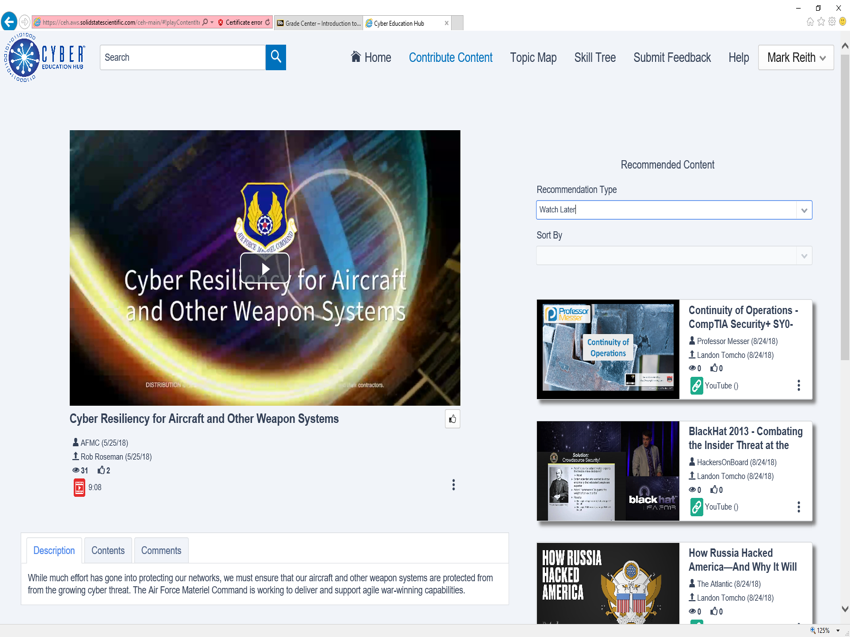 https://ceh.aws.solidstatescientific.com/ceh-main/#playContent
Certificate error
Grade Center – Introduction to...
Cyber Education Hub
CYBER
EDUCATION HUB
Search
Home
Contribute Content
Topic Map
Skill Tree
Submit Feedback
Help
Mark Reith
AIR FORCE MATERIEL COMMAND
Cyber Resiliency for Aircraft
and Other Weapon Systems
DISTRIBUTION
contractors.
Cyber Resiliency for Aircraft and Other Weapon Systems
AFMC (5/25/18)
Rob Roseman (5/25/18)
31 2
9:08
Description
Contents
Comments
While much effort has gone into protecting our networks, we must ensure that our aircraft and other weapon systems are protected from
from the growing cyber threat. The Air Force Materiel Command is working to deliver and support agile war-winning capabilities.
Recommended Content
Recommendation Type
Watch Later
Sort By
Professor
Messer
Continuity of
Operations
Continuity of Operations -
CompTIA Security+ SY0-
Professor Messer (8/24/18)
Landon Tomcho (8/24/18)
0 0
YouTube ()
Solution:
Crowdsource Security!
black hat
USA 2013
BlackHat 2013 - Combating
the Insider Threat at the
HackersOnBoard (8/24/18)
Landon Tomcho (8/24/18)
0 0
YouTube ()
HOW RUSSIA
HACKED
AMERICA
How Russia Hacked
America—And Why It Will
The Atlantic (8/24/18)
Landon Tomcho (8/24/18)
0 0
125%